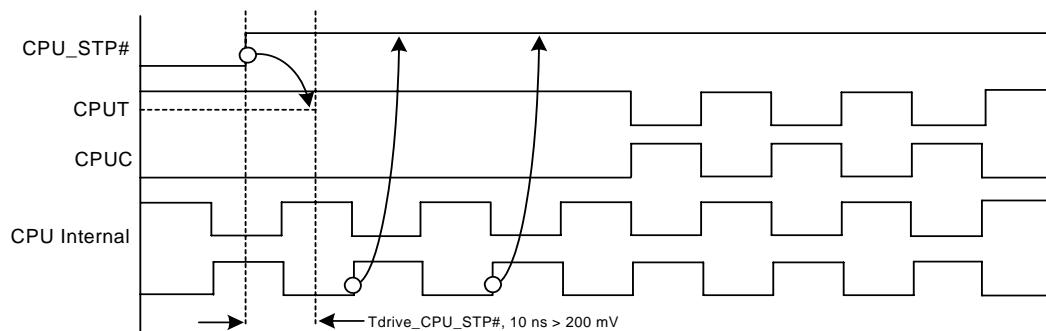 CPU_STP#
CPUT
CPUC
CPU Internal
Tdrive_CPU_STP#, 10 ns > 200 mV